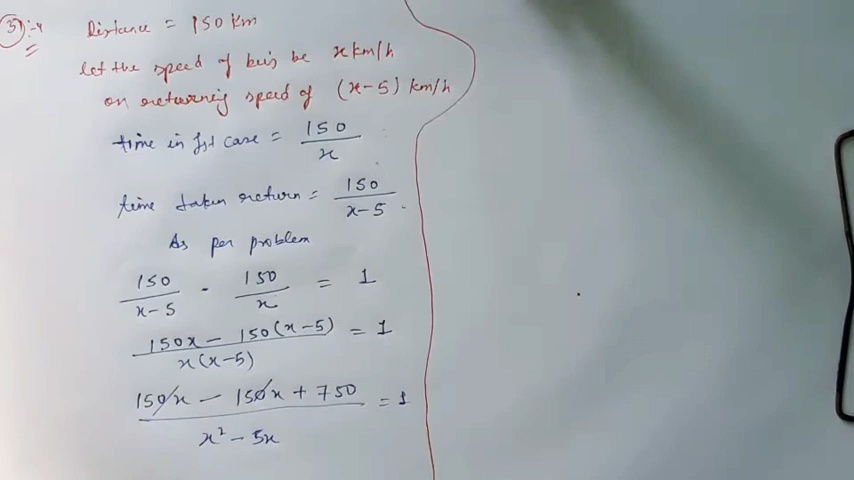 31:-
Distance = 150 km
let the speed of bus be x km/h
on returning speed of (x-5) km/h
time in 1st case = 150/x
time taken return = 150/x-5
As per problem
150/x-5 - 150/x = 1
150x - 150(x-5)/x(x-5) = 1
150x - 150x + 750/x² - 5x = 1